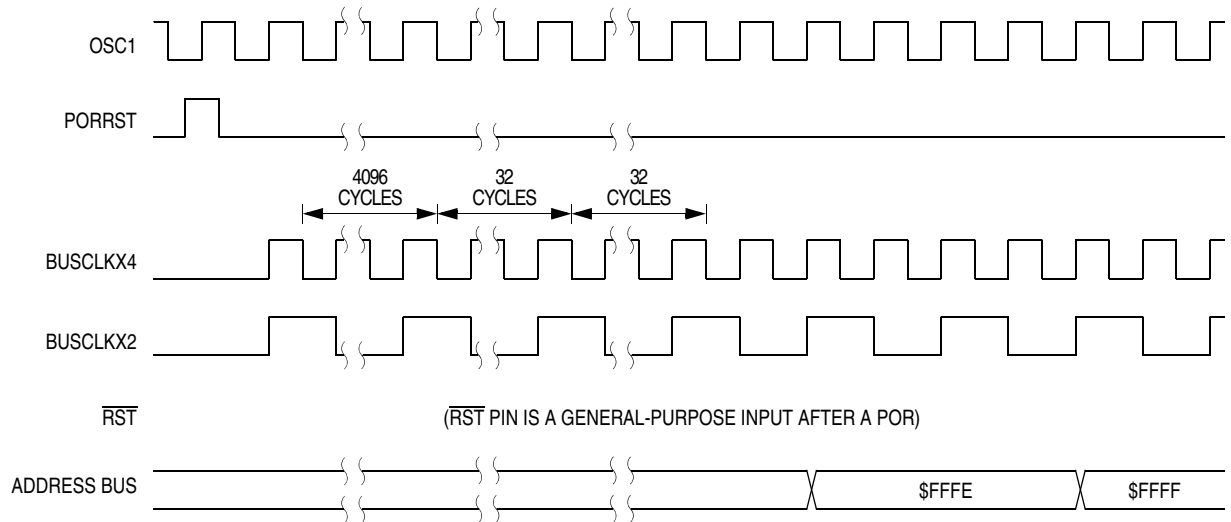 OSC1
PORRST
4096
CYCLES
32
CYCLES
32
CYCLES
BUSCLKX4
BUSCLKX2
RST
(RST PIN IS A GENERAL-PURPOSE INPUT AFTER A POR)
ADDRESS BUS
$FFFE
$FFFF